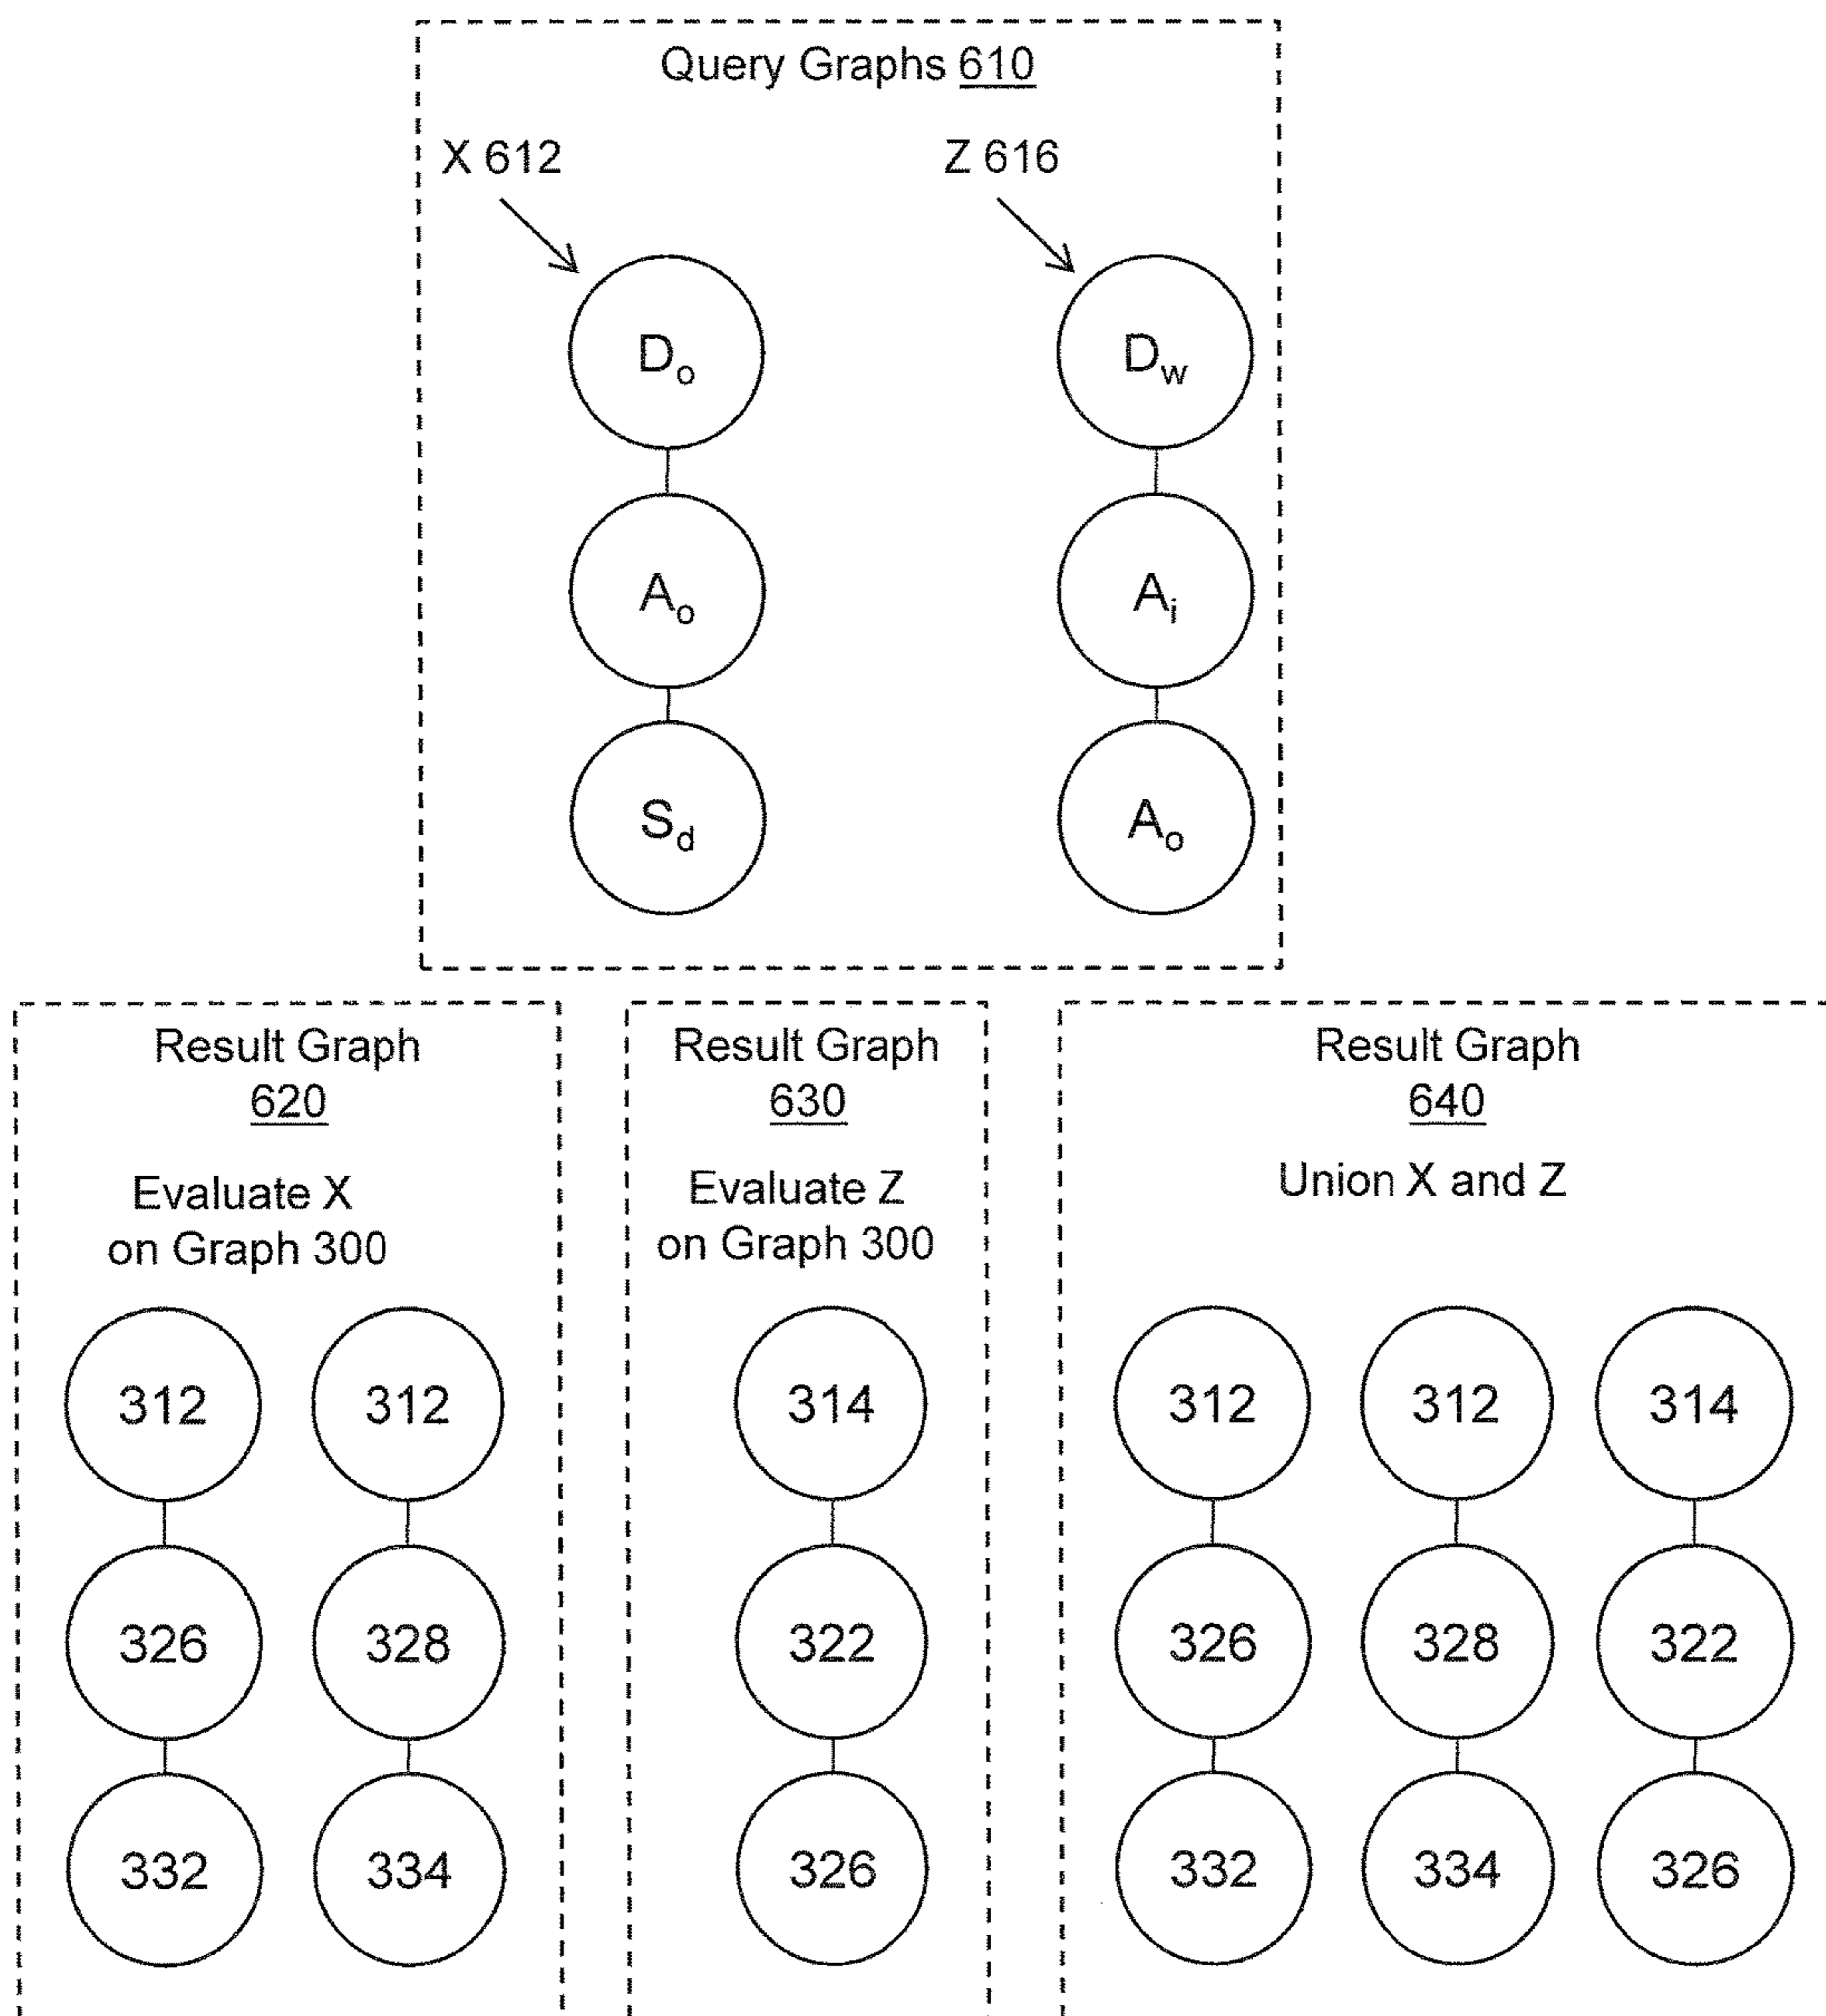 Query Graphs 610
X 612
Z 616
Do
Dw
Ao
Ai
Sd
Ao
Result Graph
620
Evaluate X
on Graph 300
312
312
326
328
332
334
Result Graph
630
Evaluate Z
on Graph 300
314
322
326
Result Graph
640
Union X and Z
312
312
314
326
328
322
332
334
326